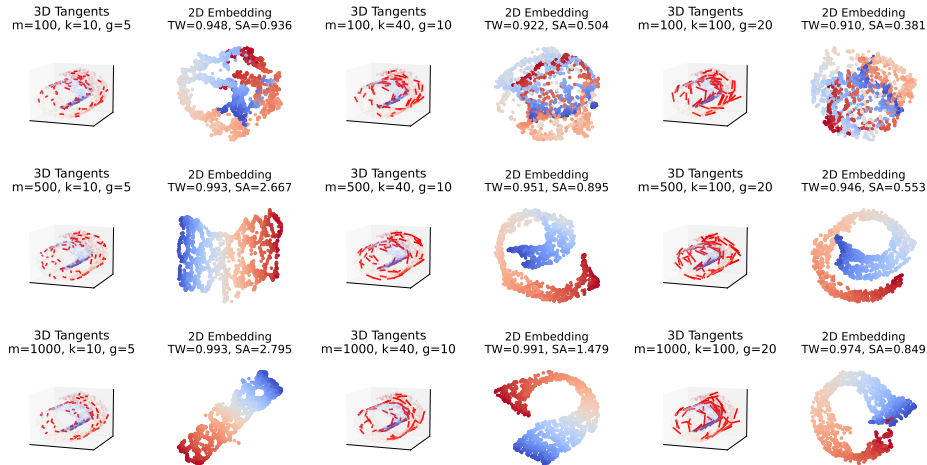 3D Tangents
m=100, k=10, g=5
2D Embedding
TW=0.948, SA=0.936
3D Tangents
m=100, k=40, g=10
2D Embedding
TW=0.922, SA=0.504
3D Tangents
m=100, k=100, g=20
2D Embedding
TW=0.910, SA=0.381
3D Tangents
m=500, k=10, g=5
2D Embedding
TW=0.993, SA=2.667
3D Tangents
m=500, k=40, g=10
2D Embedding
TW=0.951, SA=0.895
3D Tangents
m=500, k=100, g=20
2D Embedding
TW=0.946, SA=0.553
3D Tangents
m=1000, k=10, g=5
2D Embedding
TW=0.993, SA=2.795
3D Tangents
m=1000, k=40, g=10
2D Embedding
TW=0.991, SA=1.479
3D Tangents
m=1000, k=100, g=20
2D Embedding
TW=0.974, SA=0.849